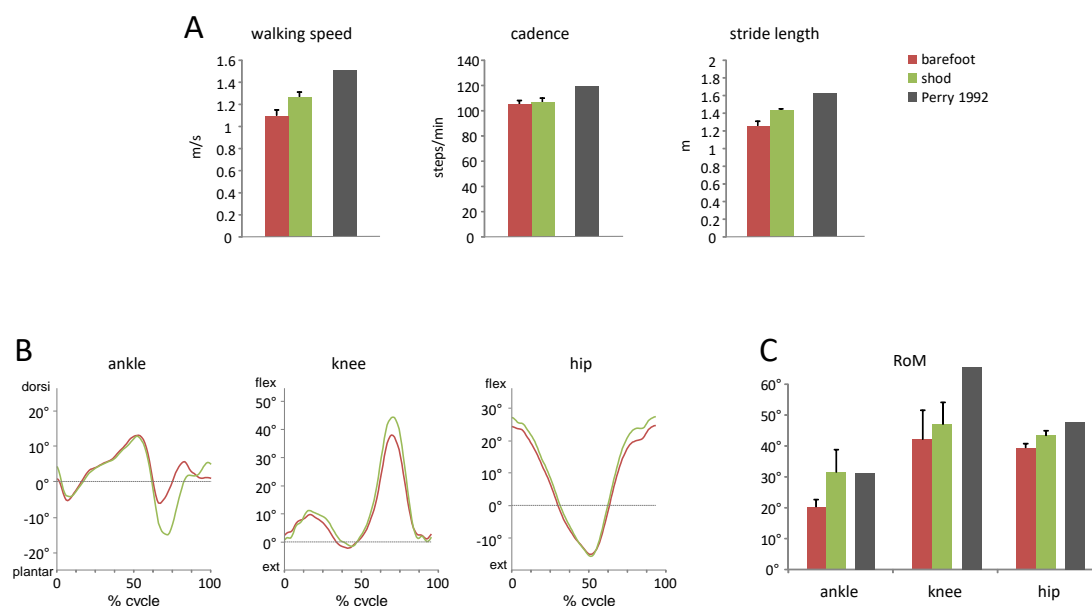 A
walking speed
cadence
stride length
barefoot
shod
Perry 1992
1.6
1.4
1.2
1
0.8
0.6
0.4
0.2
0
m/s
140
120
100
80
60
40
20
0
steps/min
2
1.8
1.6
1.4
1.2
1
0.8
0.6
0.4
0.2
0
m
B
ankle
knee
hip
dorsi
20°
10°
0°
-10°
-20°
plantar
0 50 100
% cycle
flex
50°
40°
30°
20°
10°
0°
ext
0 50 100
% cycle
flex
30°
20°
10°
0°
-10°
ext
0 50 100
% cycle
C
RoM
60°
50°
40°
30°
20°
10°
0°
ankle knee hip